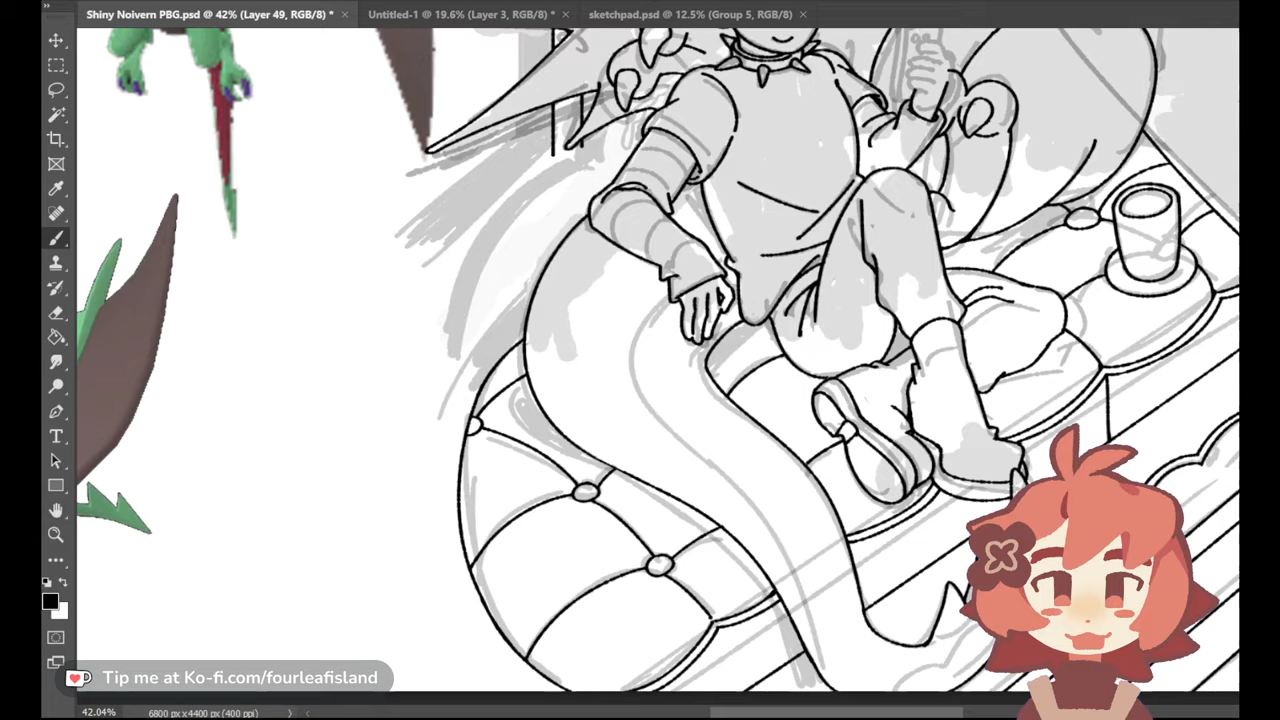 Shiny Noivern PBG.psd @ 42% (Layer 49, RGB/8) *
Untitled-1 @ 19.6% (Layer 3, RGB/8) *
sketchpad.psd @ 12.5% (Group 5, RGB/8)
Tip me at Ko-fi.com/fourleafisland
42.04%
6800 px x 4400 px (400 ppi)